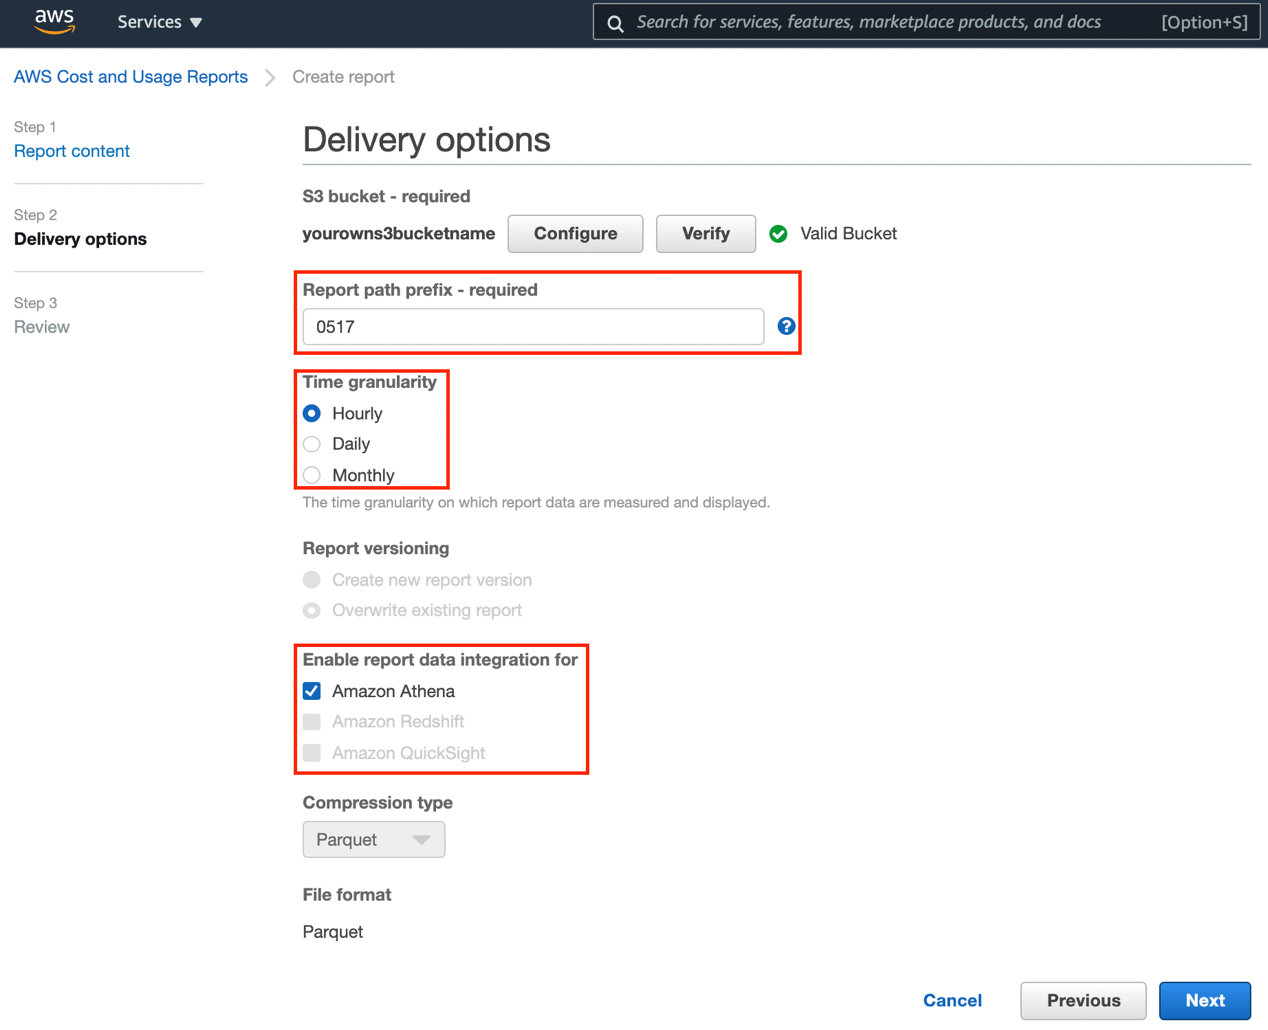 aws Services Search for services, features, marketplace products, and docs [Option+S]
AWS Cost and Usage Reports Create report
Step 1
Report content
Step 2
Delivery options
Step 3
Review
Delivery options
S3 bucket - required
yourowns3bucketname Configure Verify Valid Bucket
Report path prefix - required
0517 ?
Time granularity
Hourly
Daily
Monthly
The time granularity on which report data are measured and displayed.
Report versioning
Create new report version
Overwrite existing report
Enable report data integration for
Amazon Athena
Amazon Redshift
Amazon QuickSight
Compression type
Parquet
File format
Parquet
Cancel Previous Next